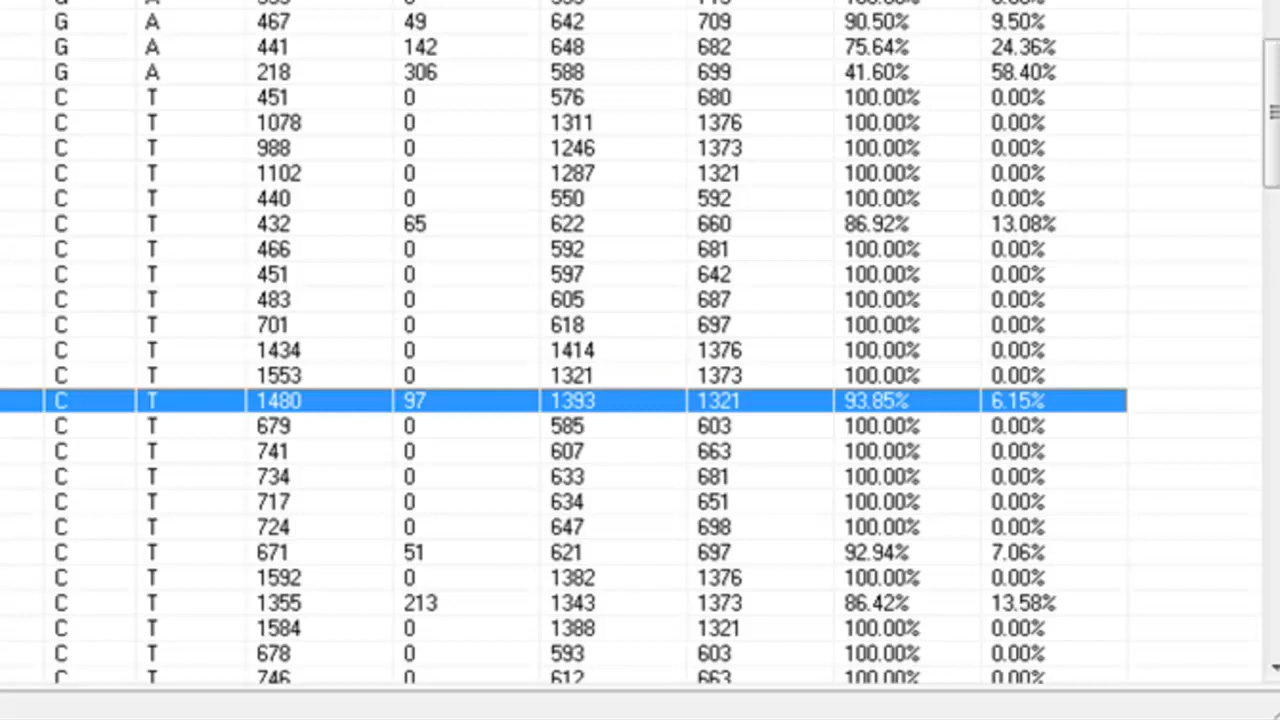 G A 467 49 642 709 90.50% 9.50%
G A 441 142 648 682 75.64% 24.36%
G A 218 306 588 699 41.60% 58.40%
C T 451 0 576 680 100.00% 0.00%
C T 1078 0 1311 1376 100.00% 0.00%
C T 988 0 1246 1373 100.00% 0.00%
C T 1102 0 1287 1321 100.00% 0.00%
C T 440 0 550 592 100.00% 0.00%
C T 432 65 622 660 86.92% 13.08%
C T 466 0 592 681 100.00% 0.00%
C T 451 0 597 642 100.00% 0.00%
C T 483 0 605 687 100.00% 0.00%
C T 701 0 618 697 100.00% 0.00%
C T 1434 0 1414 1376 100.00% 0.00%
C T 1553 0 1321 1373 100.00% 0.00%
C T 1480 97 1393 1321 93.85% 6.15%
C T 679 0 585 603 100.00% 0.00%
C T 741 0 607 663 100.00% 0.00%
C T 734 0 633 681 100.00% 0.00%
C T 717 0 634 651 100.00% 0.00%
C T 724 0 647 698 100.00% 0.00%
C T 671 51 621 697 92.94% 7.06%
C T 1592 0 1382 1376 100.00% 0.00%
C T 1355 213 1343 1373 86.42% 13.58%
C T 1584 0 1388 1321 100.00% 0.00%
C T 678 0 593 603 100.00% 0.00%
C T 746 0 612 663 100.00% 0.00%